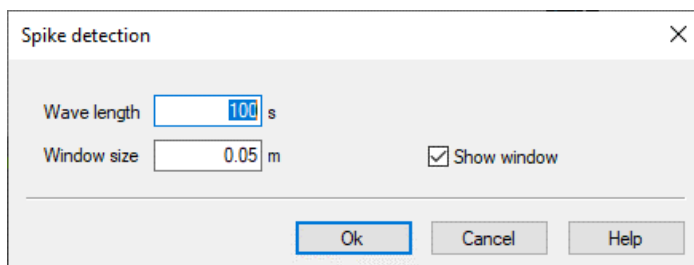 Spike detection
Wave length 100 s
Window size 0.05 m Show window
Ok Cancel Help